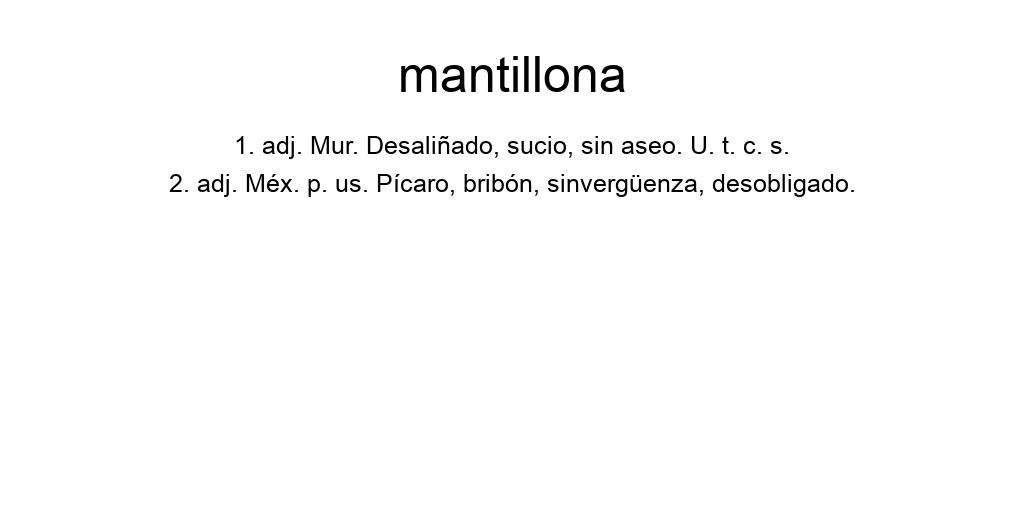 mantillona
1. adj. Mur. Desaliñado, sucio, sin aseo. U. t. c. s.
2. adj. Méx. p. us. Pícaro, bribón, sinvergüenza, desobligado.